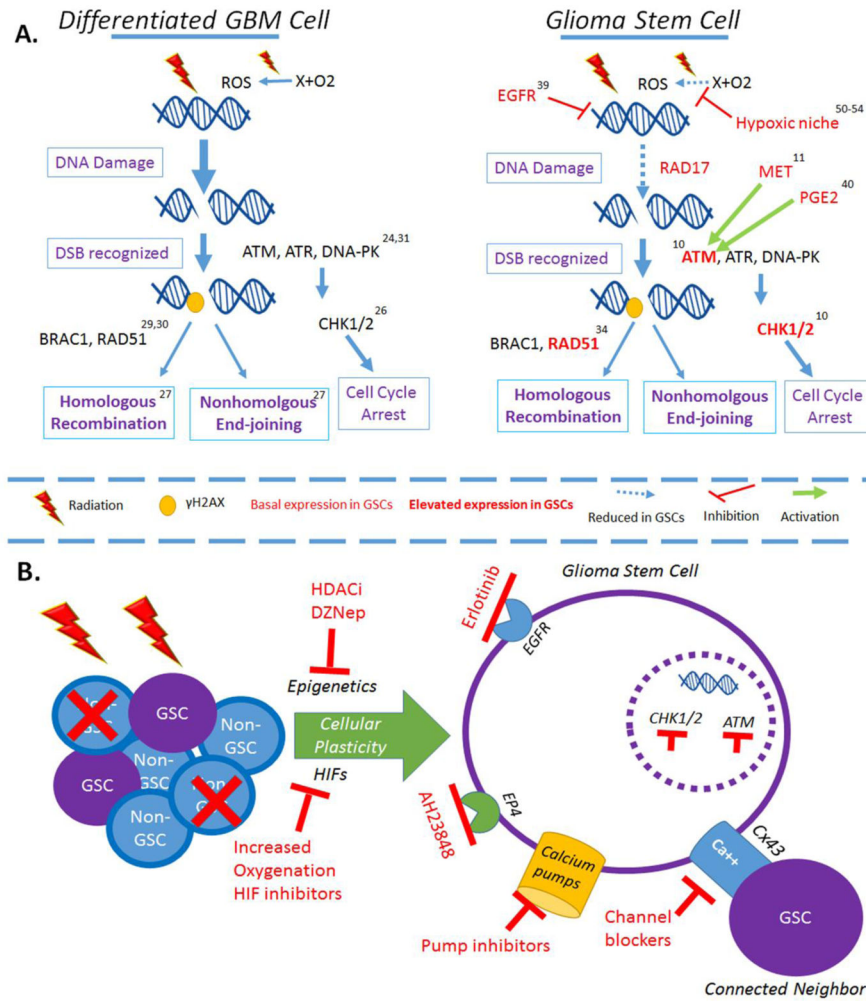 A.
Differentiated GBM Cell
ROS
X+O2
DNA Damage
DSB recognized
ATM, ATR, DNA-PK 24,31
CHK1/2 26
BRAC1, RAD51 29,30
Homologous 27
Recombination
Nonhomolgous 27
End-joining
Cell Cycle
Arrest
Glioma Stem Cell
ROS
X+O2
EGFR 39
Hypoxic niche 50-54
DNA Damage
RAD17
MET 11
PGE2 40
DSB recognized
10 ATM, ATR, DNA-PK
CHK1/2 10
BRAC1, RAD51 34
Homologous
Recombination
Nonhomolgous
End-joining
Cell Cycle
Arrest
Radiation
γH2AX
Basal expression in GSCs
Elevated expression in GSCs
Reduced in GSCs
Inhibition
Activation
B.
HDACi
DZNep
Epigenetics
Cellular
Plasticity
HIFs
Increased
Oxygenation
HIF inhibitors
Non-
GSC
GSC
Non-
GSC
GSC
Non-
GSC
Non-
GSC
Non-
GSC
Glioma Stem Cell
Erlotinib
EGFR
CHK1/2
ATM
AH23848
EP4
Calcium
pumps
Pump inhibitors
Ca++
Cx43
Channel
blockers
GSC
Connected Neighbor